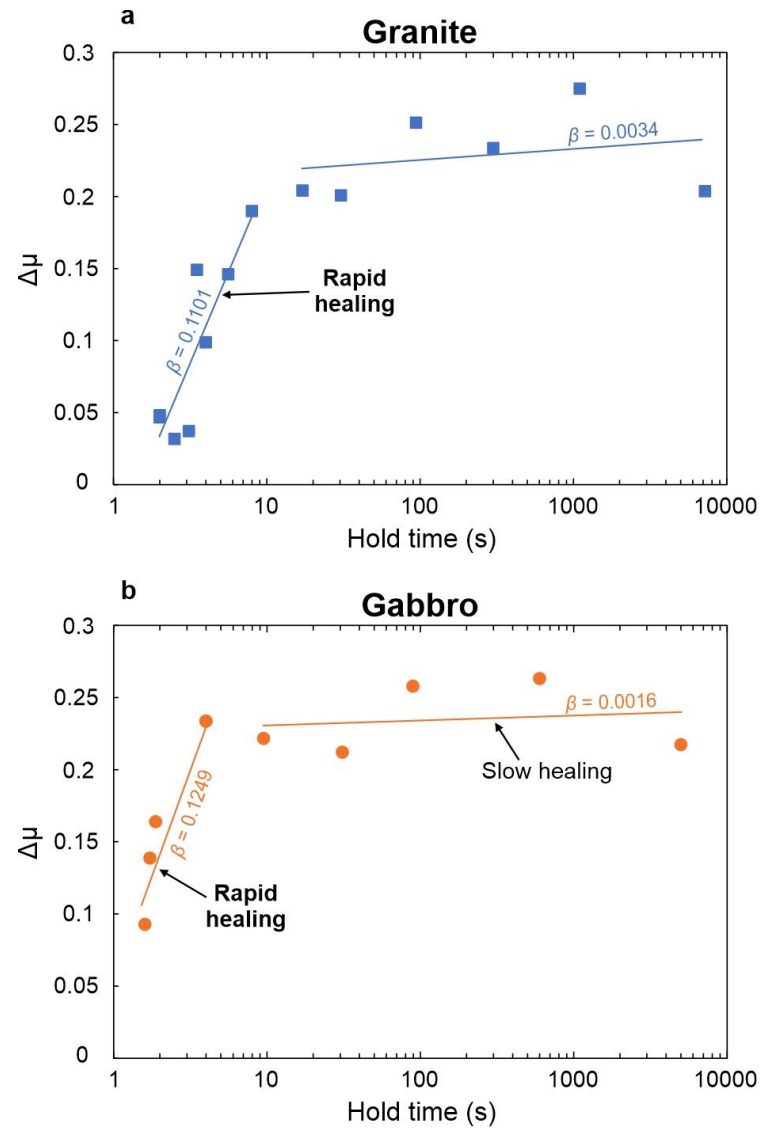 a
Granite
0.3
0.25
0.2
0.15
0.1
0.05
0
Δμ
β = 0.0034
β = 0.1101
Rapid
healing
1
10
100
1000
10000
Hold time (s)
b
Gabbro
0.3
0.25
0.2
0.15
0.1
0.05
0
Δμ
β = 0.0016
Slow healing
β = 0.1249
Rapid
healing
1
10
100
1000
10000
Hold time (s)